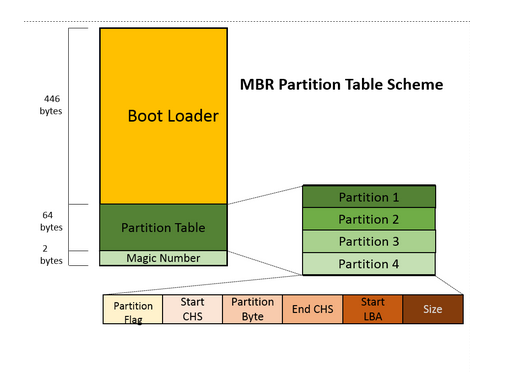 MBR Partition Table Scheme
446
bytes
Boot Loader
64
bytes
Partition Table
2
bytes
Magic Number
Partition 1
Partition 2
Partition 3
Partition 4
Partition
Flag
Start
CHS
Partition
Byte
End CHS
Start
LBA
Size